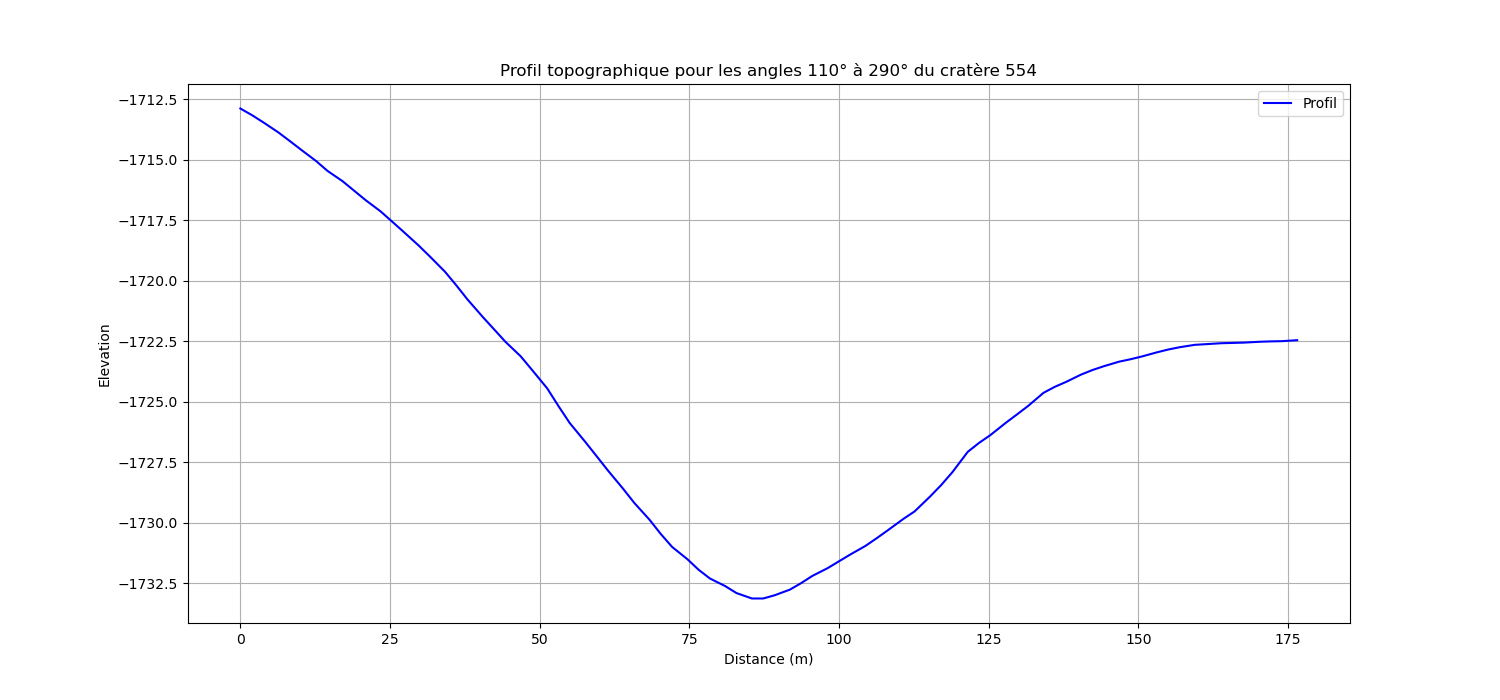 Profil topographique pour les angles 110° à 290° du cratère 554
Profil
−1712.5
−1715.0
−1717.5
−1720.0
−1722.5
−1725.0
−1727.5
−1730.0
−1732.5
Elevation
0 25 50 75 100 125 150 175
Distance (m)